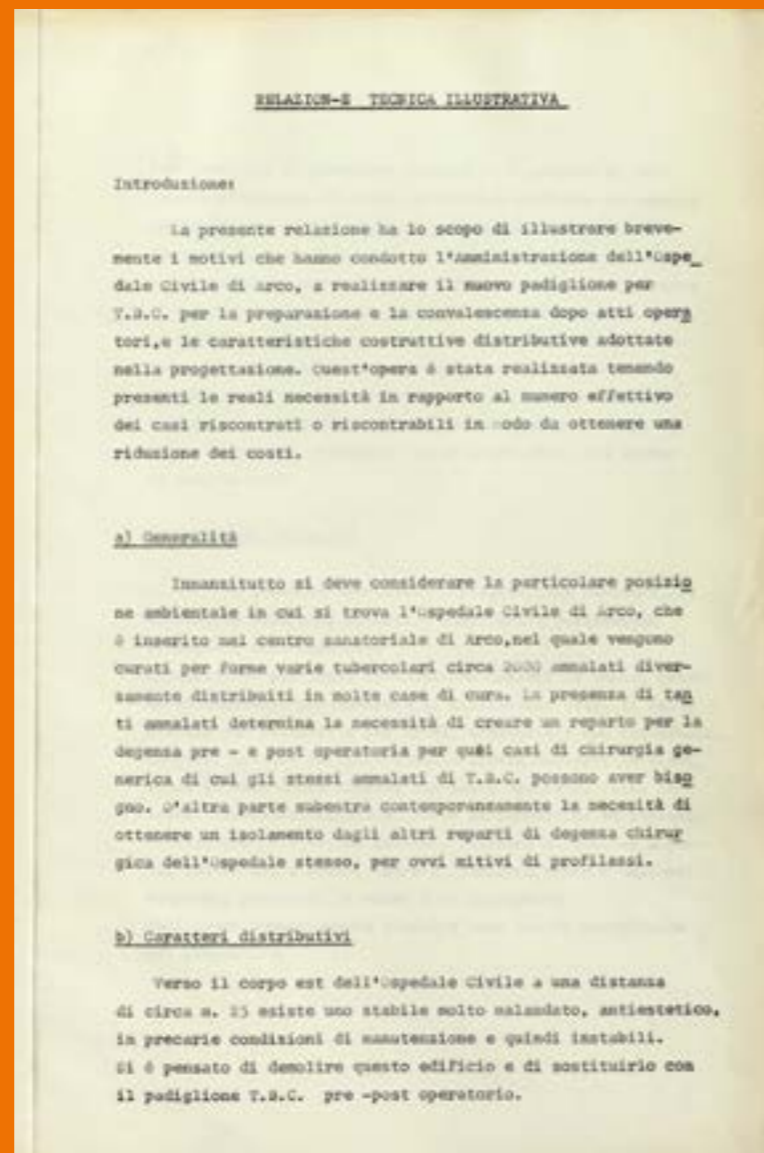 RELAZION-E TECNICA ILLUSTRATIVA
Introduzione:
La presente relazione ha lo scopo di illustrare breve-
mente i motivi che hanno condotto l'Amministrazione dell'Ospe_
dale Civile di Arco, a realizzare il nuovo padiglione per
T.B.C. per la preparazione e la convalescenza dopo atti opera
tori,e le caratteristiche costruttive distributive adottate
nella progettazione. Quest'opera è stata realizzata tenendo
presenti le reali necessità in rapporto al numero effettivo
dei casi riscontrati o riscontrabili in modo da ottenere una
riduzione dei costi.
a) Generalità
Innanzitutto si deve considerare la particolare posizio
ne ambientale in cui si trova l'Ospedale Civile di Arco, che
è inserito nel centro sanatoriale di Arco,nel quale vengono
curati per forme varie tubercolari circa 2000 ammalati diver-
samente distribuiti in molte case di cura. La presenza di tan
ti ammalati determina la necessità di creare un reparto per la
degenza pre - e post operatoria per quei casi di chirurgia ge-
nerica di cui gli stessi ammalati di T.B.C. possono aver biso
gno. D'altra parte subentra contemporaneamente la necesità di
ottenere un isolamento dagli altri reparti di degenza chirur
gica dell'Ospedale stesso, per ovvi mitivi di profilassi.
b) Caratteri distributivi
Verso il corpo est dell'Ospedale Civile a una distanza
di circa m. 15 esiste uno stabile molto malandato, antiestetico,
in precarie condizioni di manutenzione e quindi instabili.
Si è pensato di demolire questo edificio e di sostituirlo con
il padiglione T.B.C. pre -post operatorio.